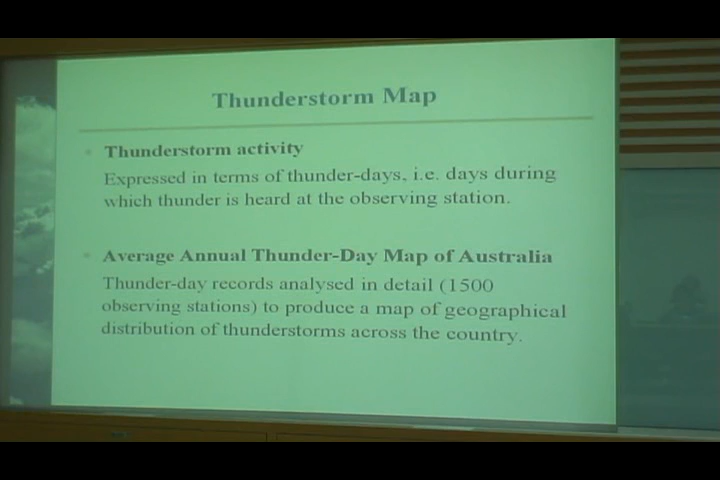 Thunderstorm Map
Thunderstorm activity
Expressed in terms of thunder-days, i.e. days during
which thunder is heard at the observing station.
Average Annual Thunder-Day Map of Australia
Thunder-day records analysed in detail (1500
observing stations) to produce a map of geographical
distribution of thunderstorms across the country.